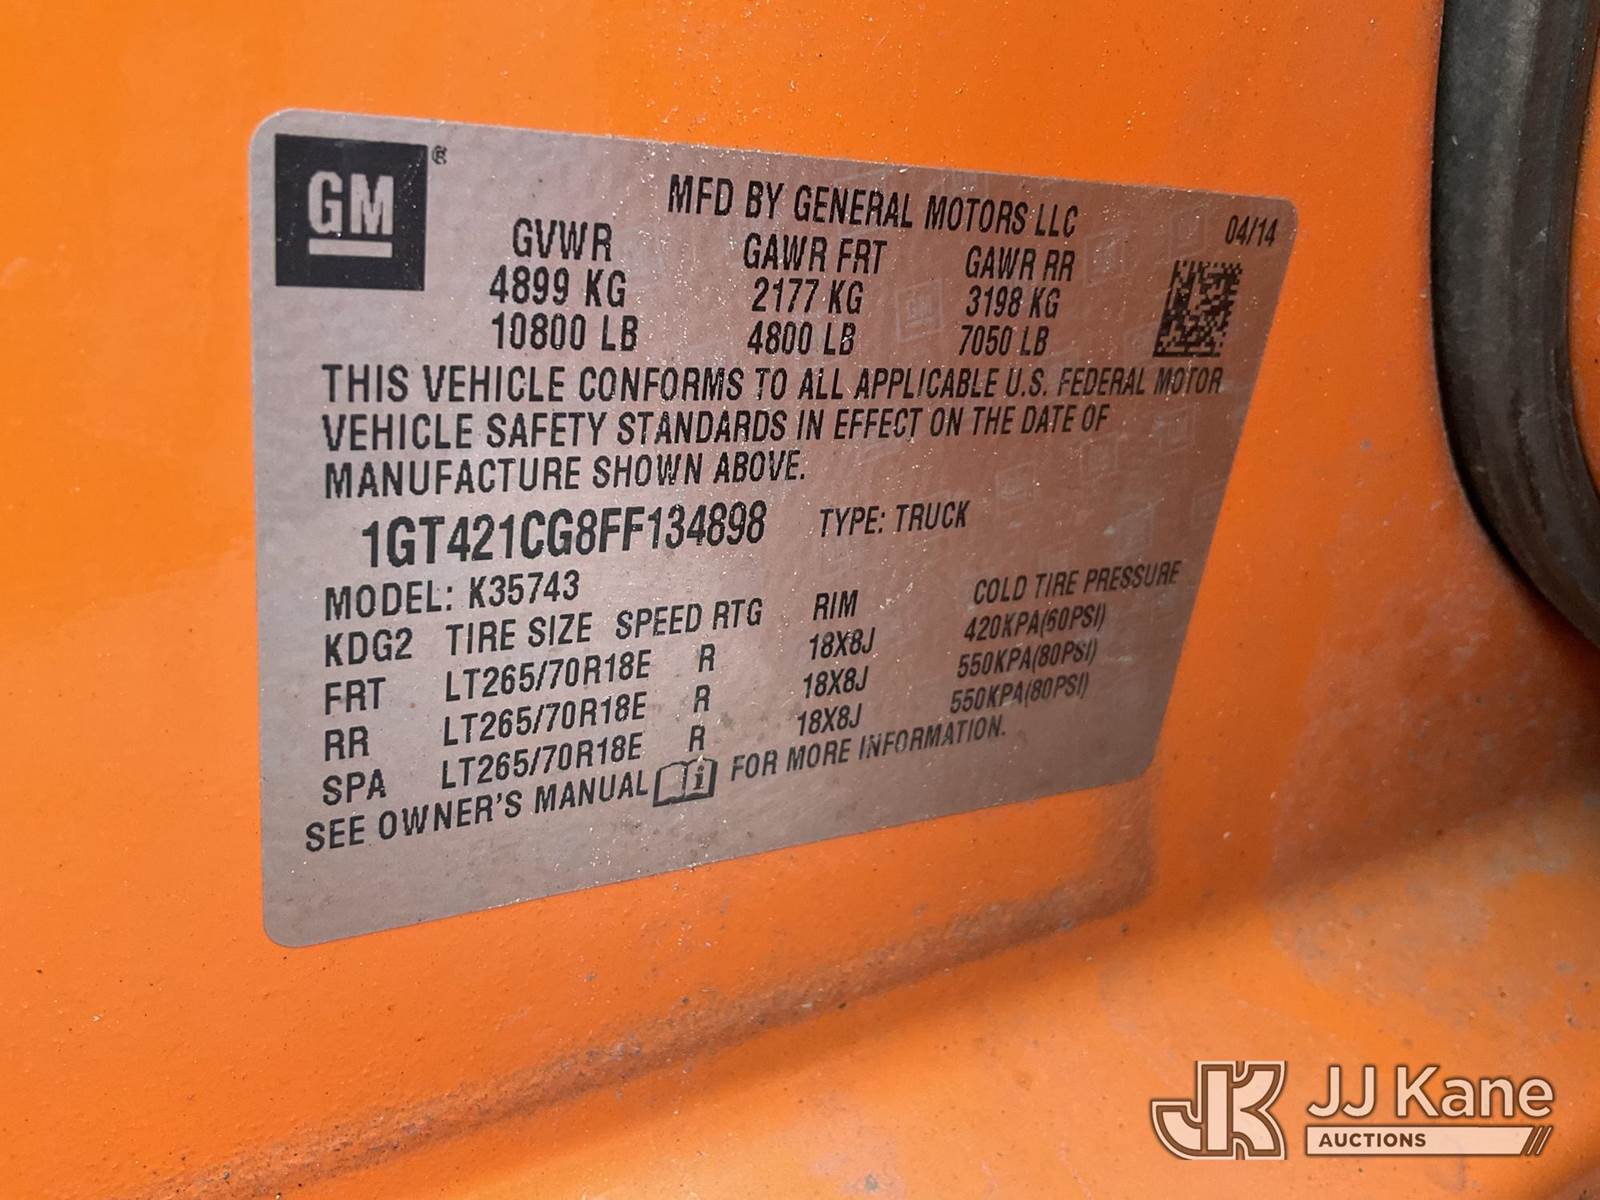 GM ®
MFD BY GENERAL MOTORS LLC 04/14
GVWR GAWR FRT GAWR RR
4899 KG 2177 KG 3198 KG
10800 LB 4800 LB 7050 LB
THIS VEHICLE CONFORMS TO ALL APPLICABLE U.S. FEDERAL MOTOR
VEHICLE SAFETY STANDARDS IN EFFECT ON THE DATE OF
MANUFACTURE SHOWN ABOVE.
1GT421CG8FF134898 TYPE: TRUCK
MODEL: K35743
KDG2 TIRE SIZE SPEED RTG RIM COLD TIRE PRESSURE
FRT LT265/70R18E R 18X8J 420KPA(60PSI)
RR LT265/70R18E R 18X8J 550KPA(80PSI)
SPA LT265/70R18E R 18X8J 550KPA(80PSI)
SEE OWNER'S MANUAL i FOR MORE INFORMATION.
JK JJ Kane
AUCTIONS